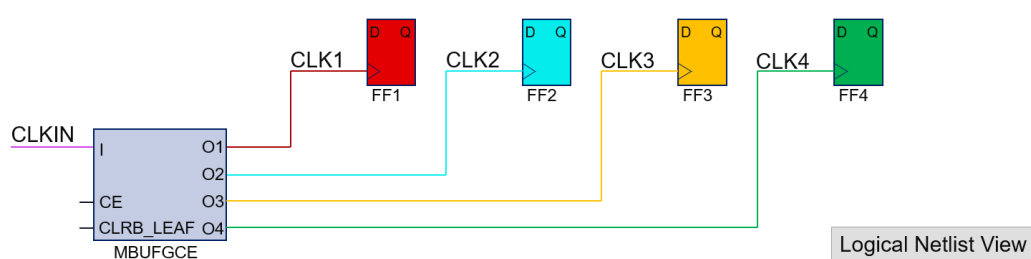 D Q D Q D Q D Q
CLK1 CLK2 CLK3 CLK4
FF1 FF2 FF3 FF4
CLKIN
I O1
O2
CE O3
CLRB_LEAF O4
MBUFGCE
Logical Netlist View